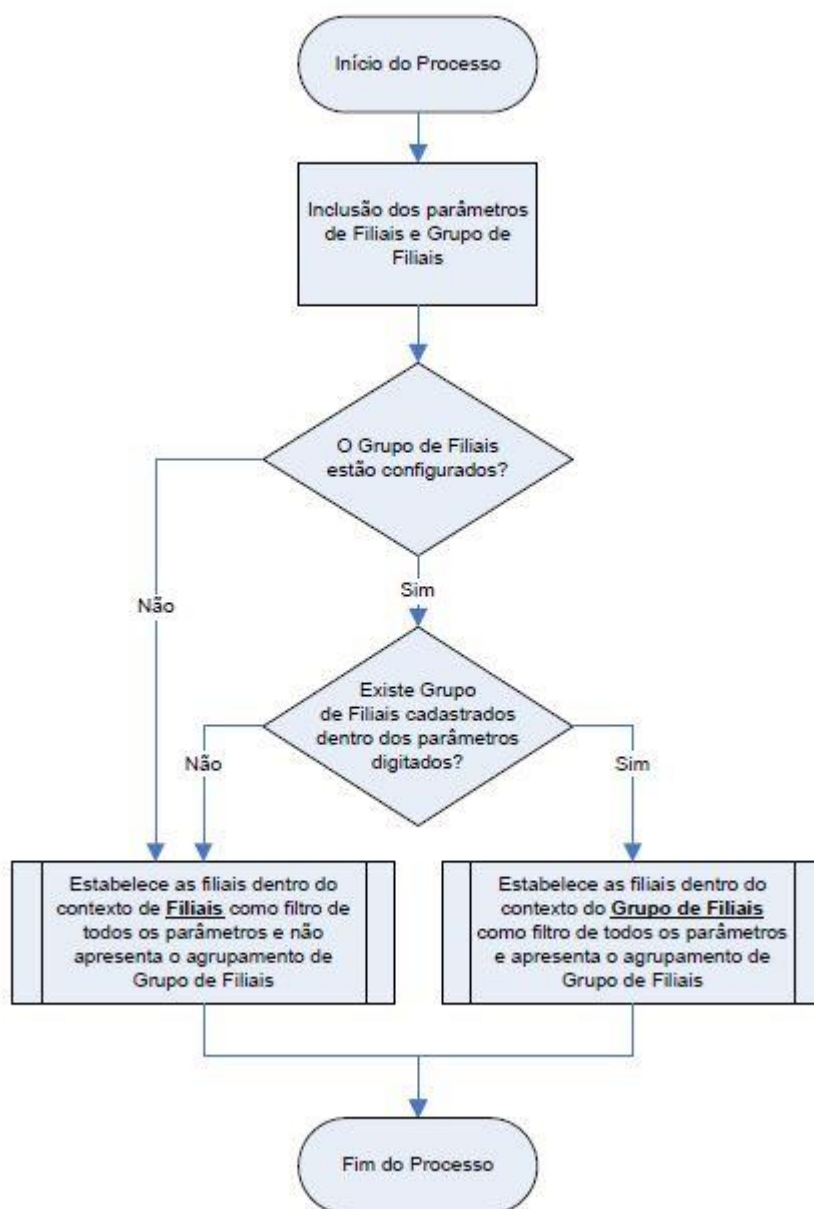 Início do Processo
Inclusão dos parâmetros
de Filiais e Grupo de
Filiais
O Grupo de Filiais
estão configurados?
Não
Sim
Existe Grupo
de Filiais cadastrados
dentro dos parâmetros
digitados?
Não
Sim
Estabelece as filiais dentro do
contexto de Filiais como filtro de
todos os parâmetros e não
apresenta o agrupamento de
Grupo de Filiais
Estabelece as filiais dentro do
contexto do Grupo de Filiais
como filtro de todos os parâmetros
e apresenta o agrupamento de
Grupo de Filiais
Fim do Processo